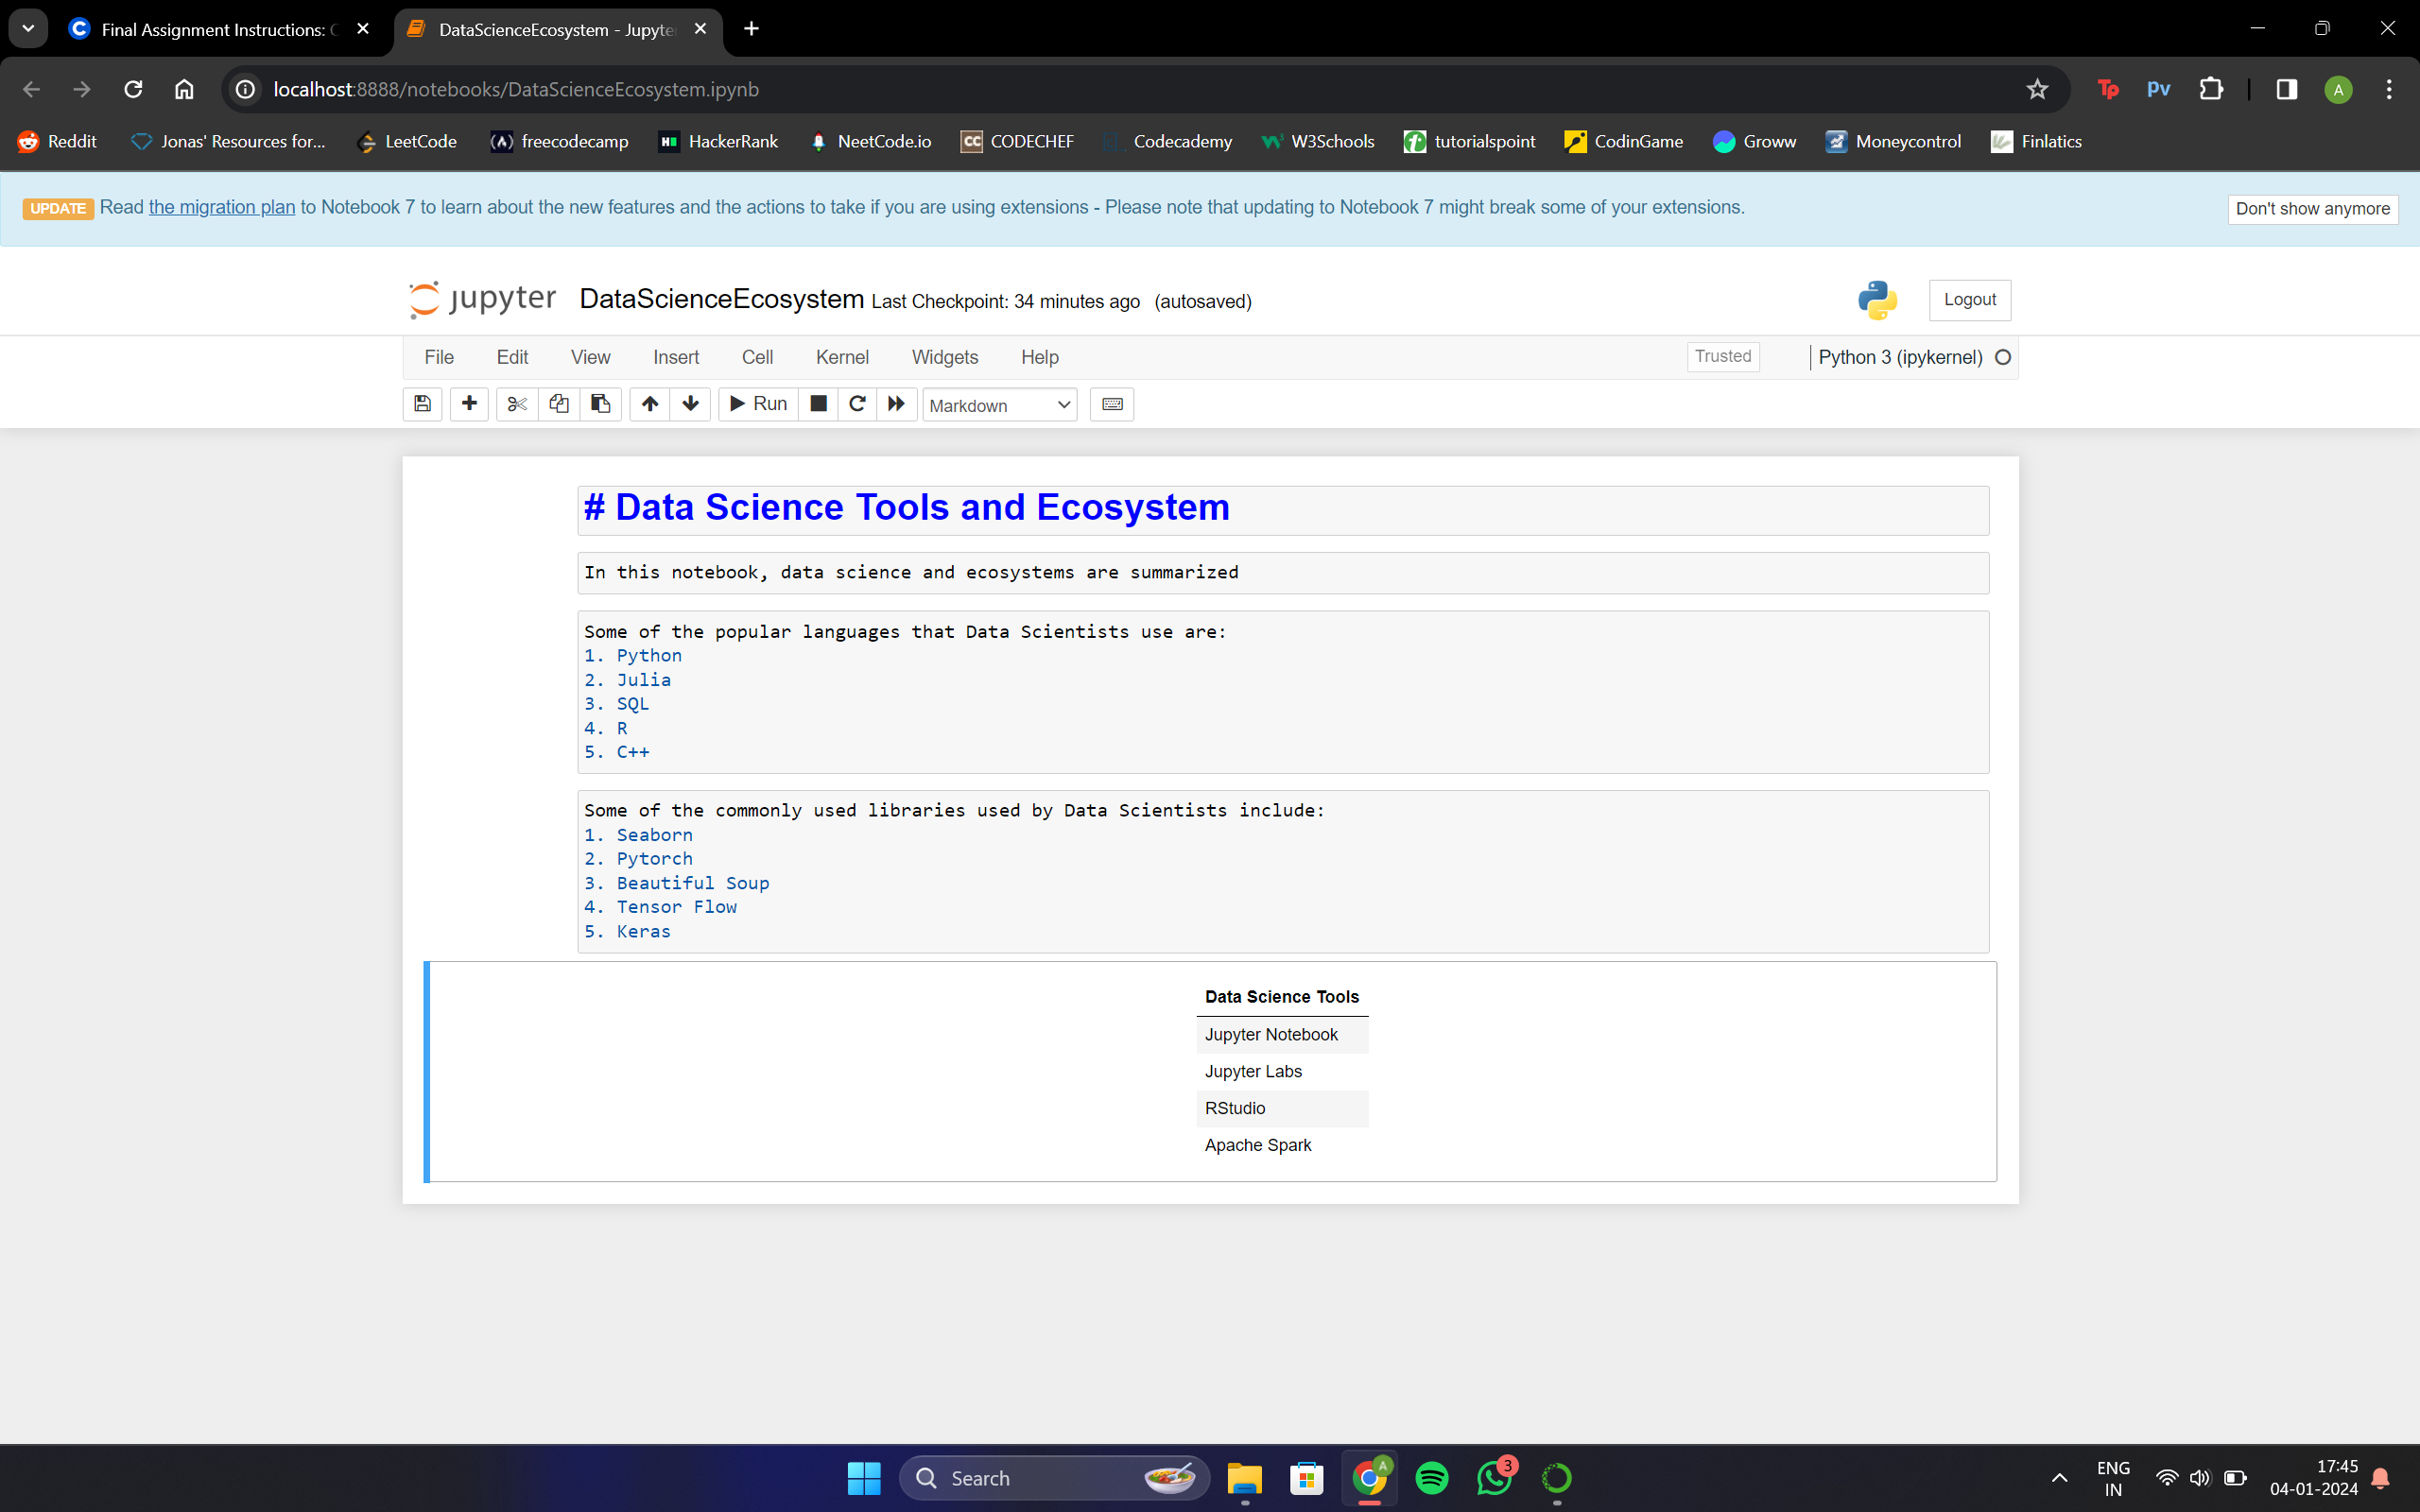 Final Assignment Instructions: C
DataScienceEcosystem - Jupyter
localhost:8888/notebooks/DataScienceEcosystem.ipynb
Tp
pv
A
Reddit
Jonas' Resources for...
LeetCode
freecodecamp
HackerRank
NeetCode.io
CC CODECHEF
Codecademy
W3Schools
tutorialspoint
CodinGame
Groww
Moneycontrol
Finlatics
UPDATE Read the migration plan to Notebook 7 to learn about the new features and the actions to take if you are using extensions - Please note that updating to Notebook 7 might break some of your extensions.
Don't show anymore
jupyter DataScienceEcosystem Last Checkpoint: 34 minutes ago (autosaved)
Logout
File Edit View Insert Cell Kernel Widgets Help
Trusted
Python 3 (ipykernel)
Run
Markdown
# Data Science Tools and Ecosystem
In this notebook, data science and ecosystems are summarized
Some of the popular languages that Data Scientists use are:
1. Python
2. Julia
3. SQL
4. R
5. C++
Some of the commonly used libraries used by Data Scientists include:
1. Seaborn
2. Pytorch
3. Beautiful Soup
4. Tensor Flow
5. Keras
Data Science Tools
Jupyter Notebook
Jupyter Labs
RStudio
Apache Spark
Search
A
3
ENG
IN
17:45
04-01-2024